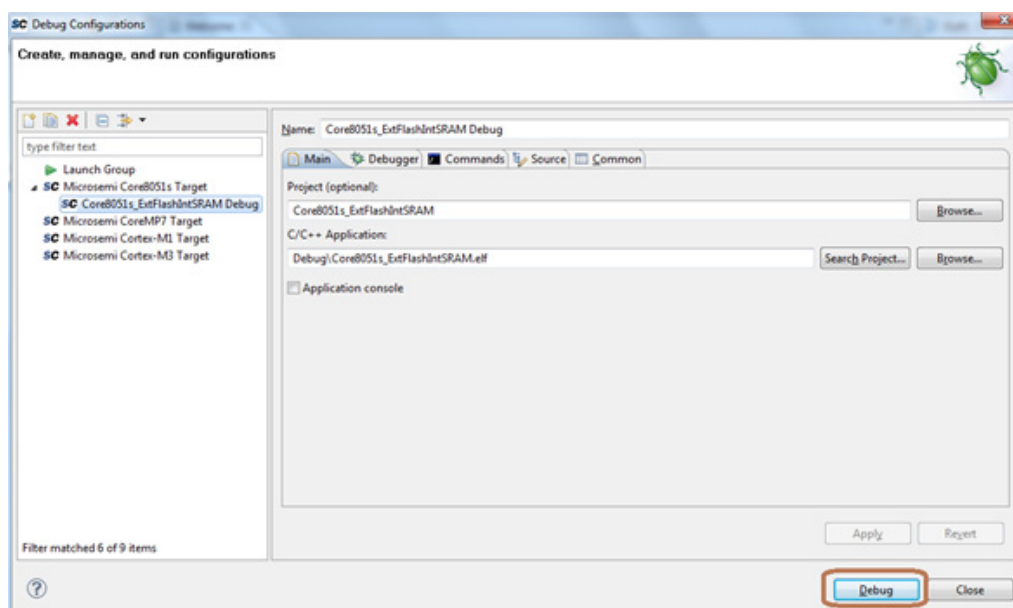 SC Debug Configurations
Create, manage, and run configurations
type filter text
Launch Group
SC Microsemi Core8051s Target
SC Core8051s_ExtFlashIntSRAM Debug
SC Microsemi CoreMP7 Target
SC Microsemi Cortex-M1 Target
SC Microsemi Cortex-M3 Target
Filter matched 6 of 9 items
Name: Core8051s_ExtFlashIntSRAM Debug
Main Debugger Commands Source Common
Project (optional):
Core8051s_ExtFlashIntSRAM Browse...
C/C++ Application:
Debug\Core8051s_ExtFlashIntSRAM.elf Search Project... Browse...
Application console
Apply Revert
? Debug Close